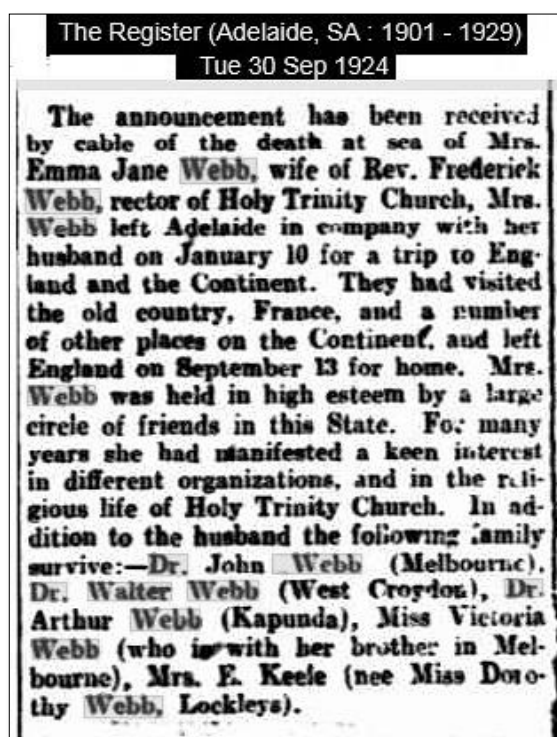 The Register (Adelaide, SA : 1901 - 1929)
Tue 30 Sep 1924
The announcement has been received
by cable of the death at sea of Mrs.
Emma Jane Webb, wife of Rev. Frederick
Webb, rector of Holy Trinity Church, Mrs.
Webb left Adelaide in company with her
husband on January 10 for a trip to Eng-
land and the Continent. They had visited
the old country, France, and a number
of other places on the Continent, and left
England on September 13 for home. Mrs.
Webb was held in high esteem by a large
circle of friends in this State. For many
years she had manifested a keen interest
in different organizations, and in the reli-
gious life of Holy Trinity Church. In ad-
dition to the husband the following family
survive:—Dr. John Webb (Melbourne),
Dr. Walter Webb (West Croydon), Dr.
Arthur Webb (Kapunda), Miss Victoria
Webb (who is with her brother in Mel-
bourne), Mrs. E. Keele (nee Miss Doro-
thy Webb, Lockleys).